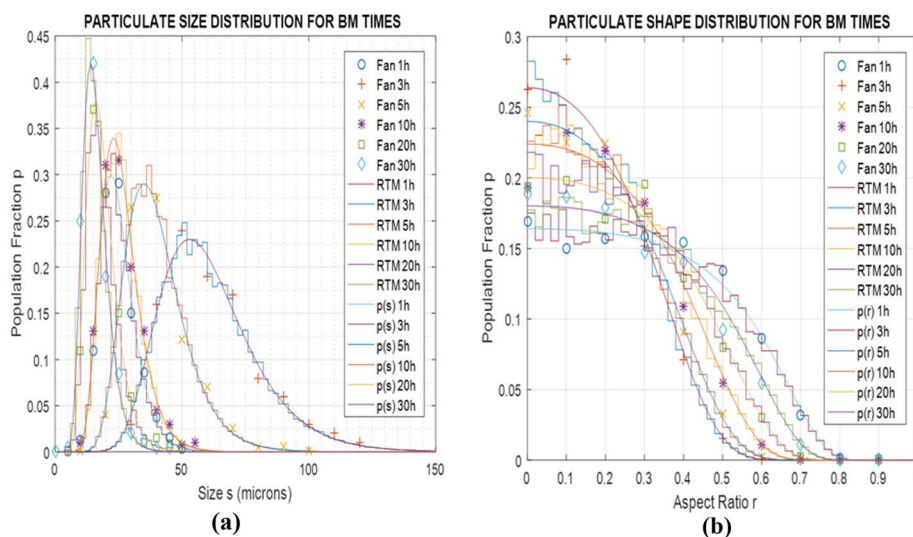 PARTICULATE SIZE DISTRIBUTION FOR BM TIMES
0.45
0.4
0.35
0.3
0.25
0.2
0.15
0.1
0.05
0
Population Fraction p
Fan 1h
Fan 3h
Fan 5h
Fan 10h
Fan 20h
Fan 30h
RTM 1h
RTM 3h
RTM 5h
RTM 10h
RTM 20h
RTM 30h
p(s) 1h
p(s) 3h
p(s) 5h
p(s) 10h
p(s) 20h
p(s) 30h
0 50 100 150
Size s (microns)
(a)
PARTICULATE SHAPE DISTRIBUTION FOR BM TIMES
0.3
0.25
0.2
0.15
0.1
0.05
0
Population Fraction p
Fan 1h
Fan 3h
Fan 5h
Fan 10h
Fan 20h
Fan 30h
RTM 1h
RTM 3h
RTM 5h
RTM 10h
RTM 20h
RTM 30h
p(r) 1h
p(r) 3h
p(r) 5h
p(r) 10h
p(r) 20h
p(r) 30h
0 0.1 0.2 0.3 0.4 0.5 0.6 0.7 0.8 0.9
Aspect Ratio r
(b)